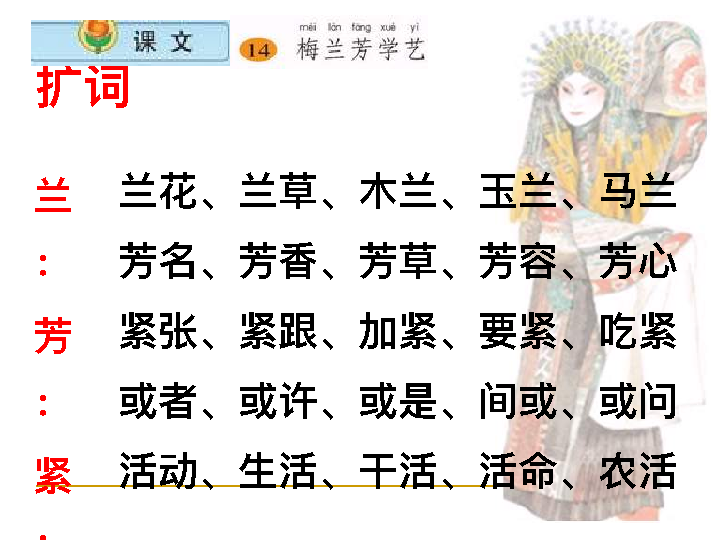 课文
14
méi lán fāng xué yì
梅兰芳学艺
扩词
兰
：
芳
：
紧
：
兰花、兰草、木兰、玉兰、马兰
芳名、芳香、芳草、芳容、芳心
紧张、紧跟、加紧、要紧、吃紧
或者、或许、或是、间或、或问
活动、生活、干活、活命、农活